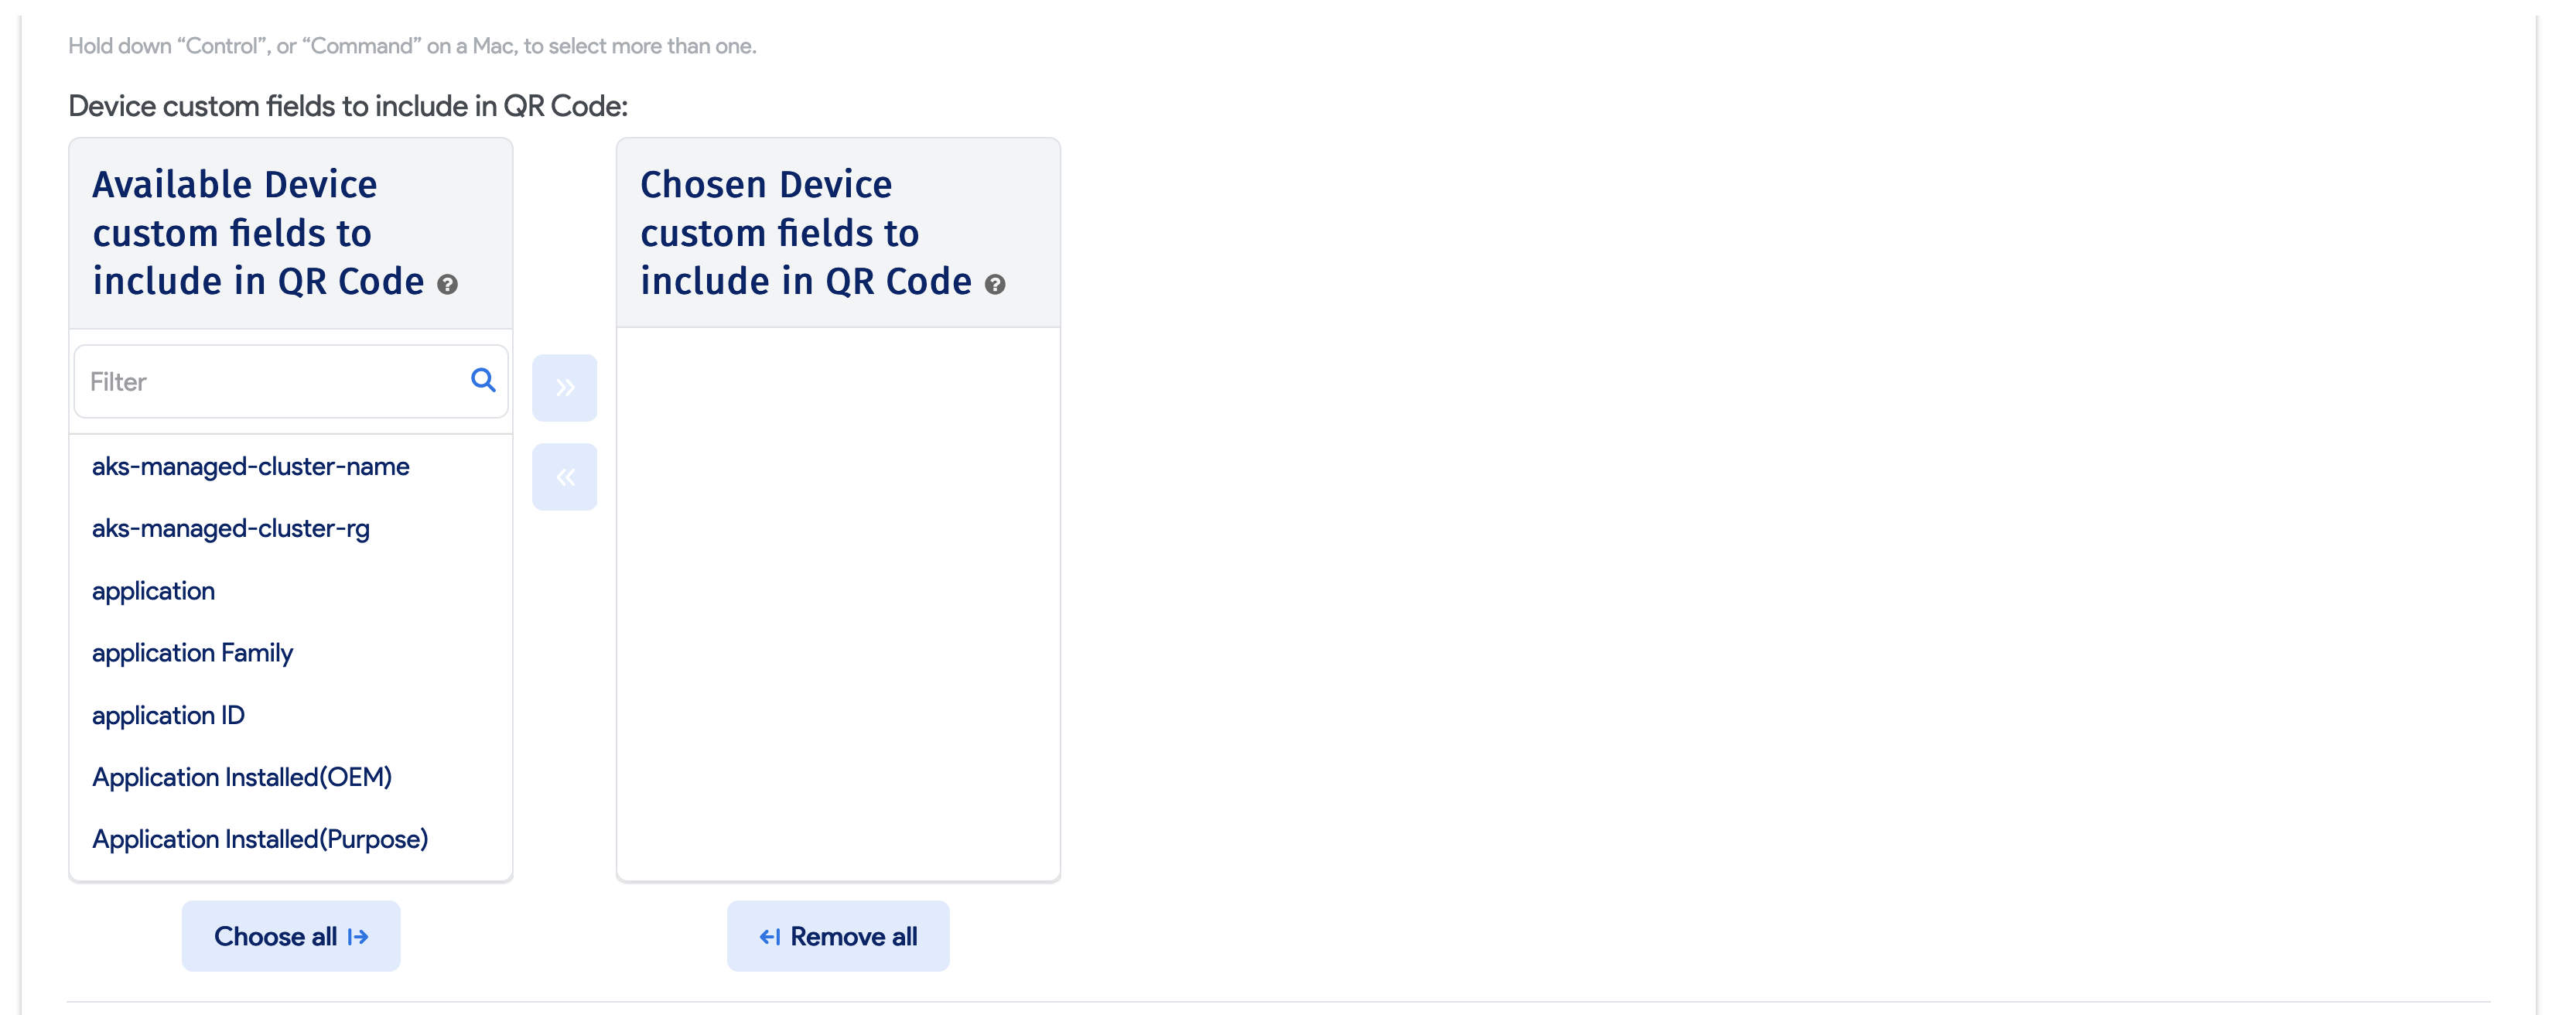 Hold down “Control”, or “Command” on a Mac, to select more than one.
Device custom fields to include in QR Code:
Available Device
custom fields to
include in QR Code ?
Filter
aks-managed-cluster-name
aks-managed-cluster-rg
application
application Family
application ID
Application Installed(OEM)
Application Installed(Purpose)
Choose all
Chosen Device
custom fields to
include in QR Code ?
Remove all